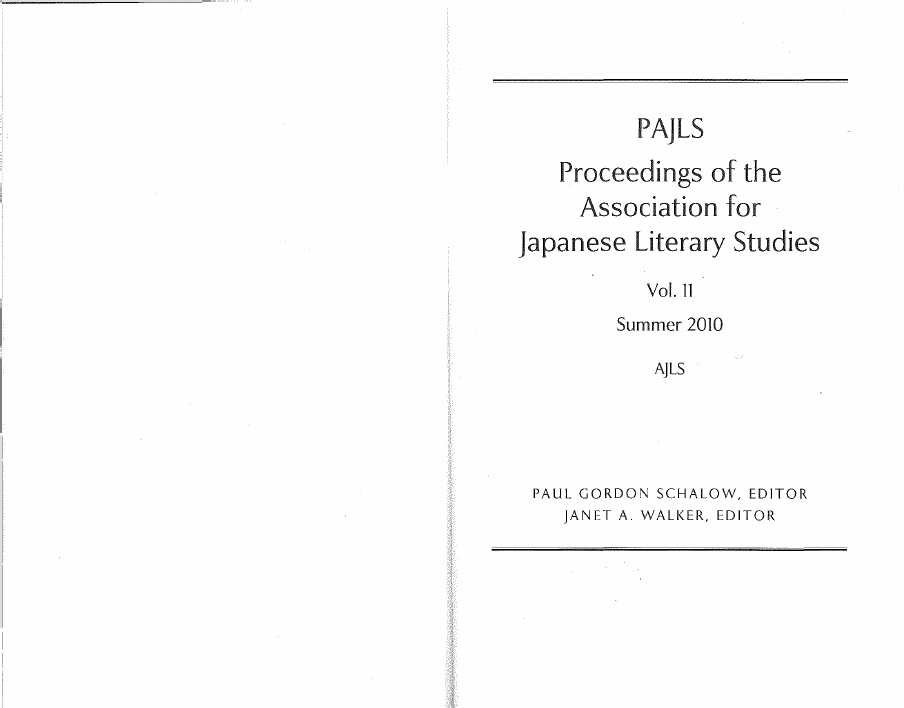 PAJLS
Proceedings of the
Association for
Japanese Literary Studies
Vol. 11
Summer 2010
AJLS
PAUL GORDON SCHALOW, EDITOR
JANET A. WALKER, EDITOR